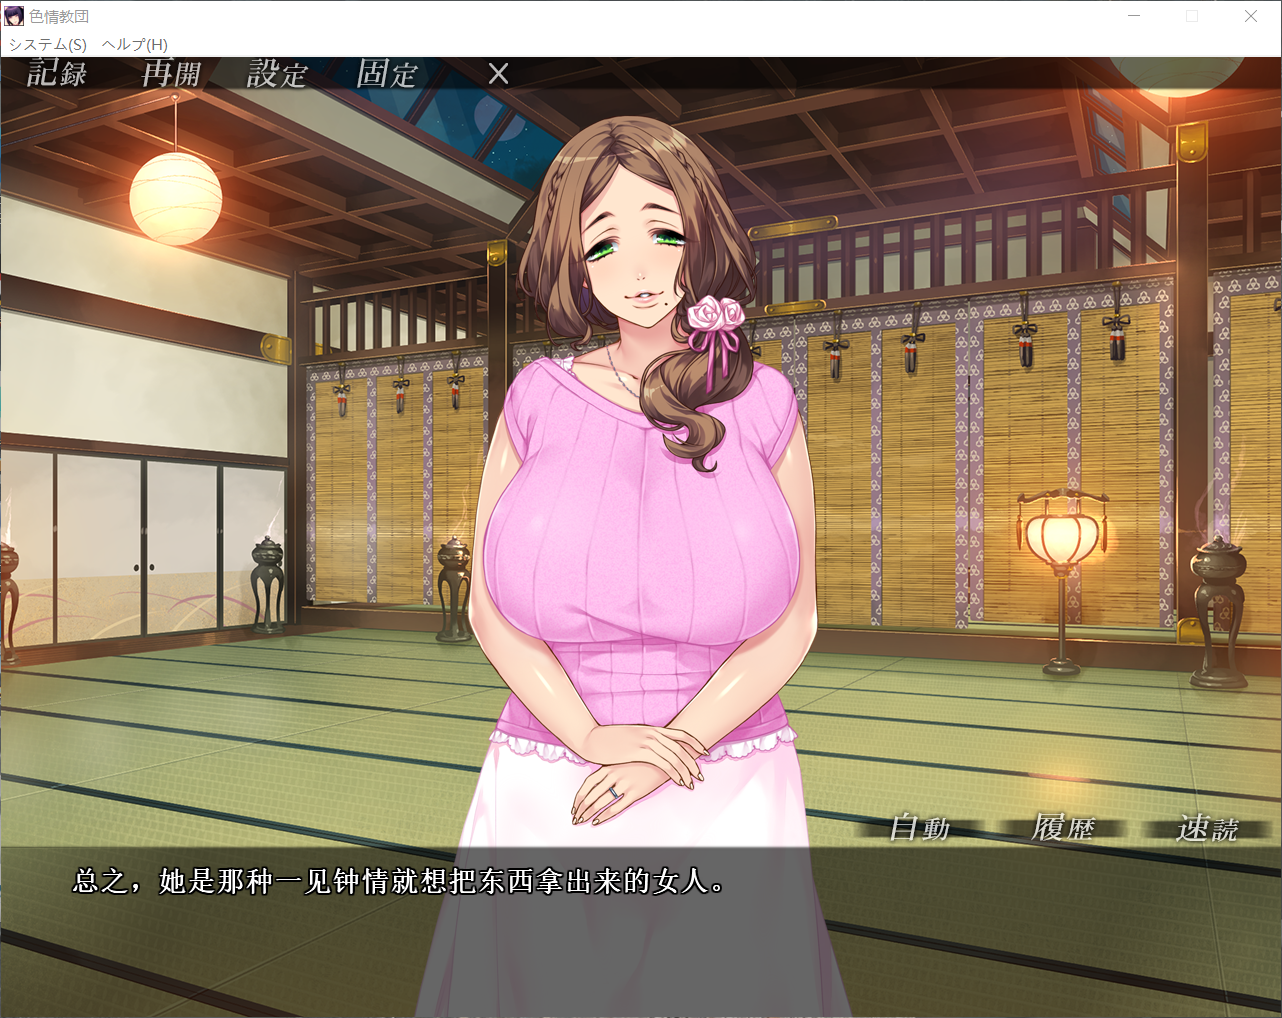 色情教団
システム(S) ヘルプ(H)
記録 再開 設定 固定
自動 履歴 速読
总之，她是那种一见钟情就想把东西拿出来的女人。